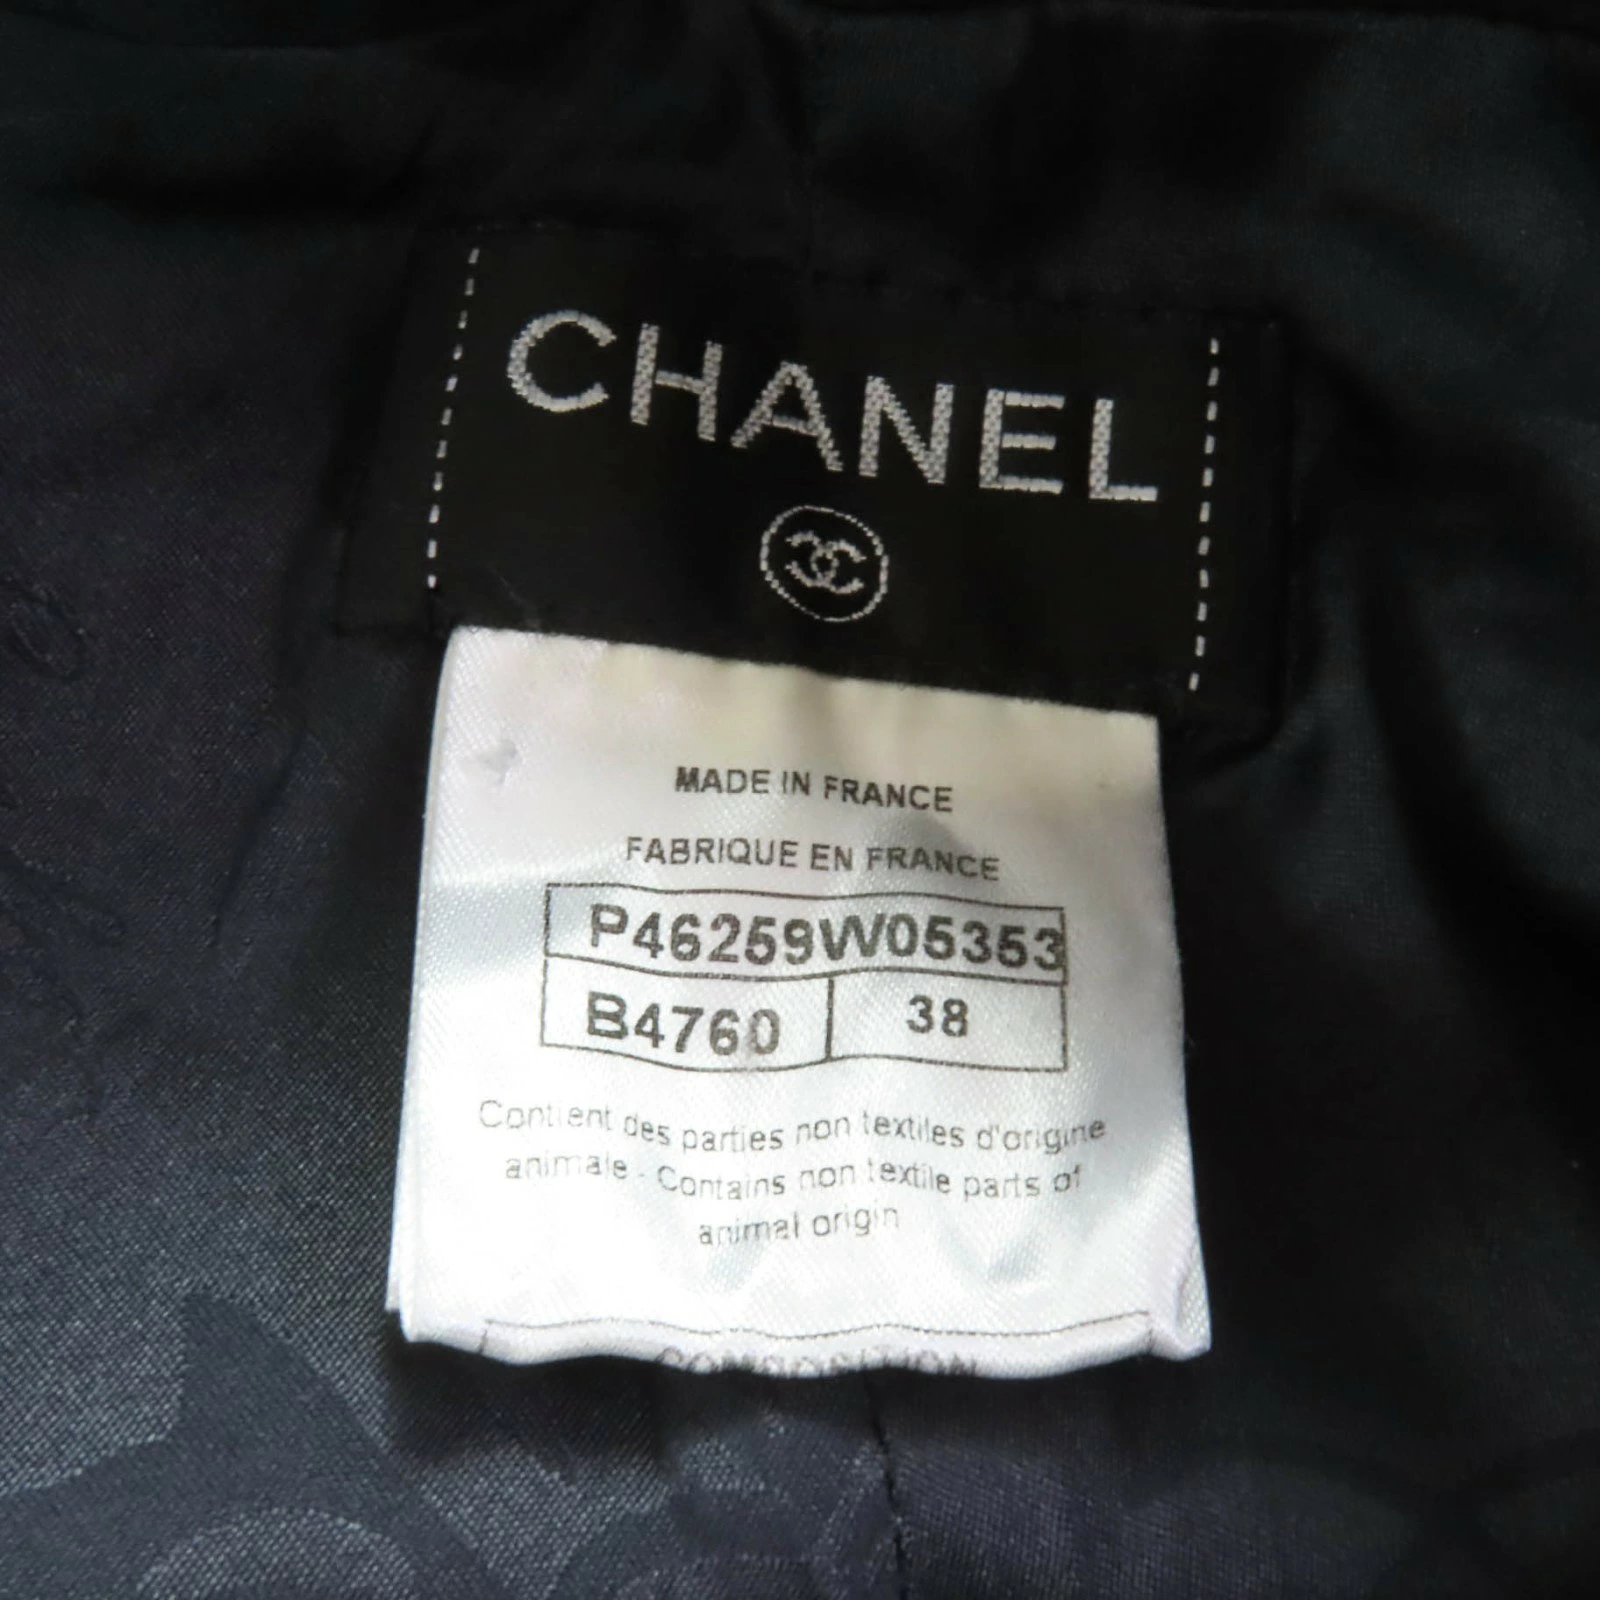 CHANEL
MADE IN FRANCE
FABRIQUE EN FRANCE
P46259W05353
B4760 38
Contient des parties non textiles d'origine
animale - Contains non textile parts of
animal origin
COMPOSITION